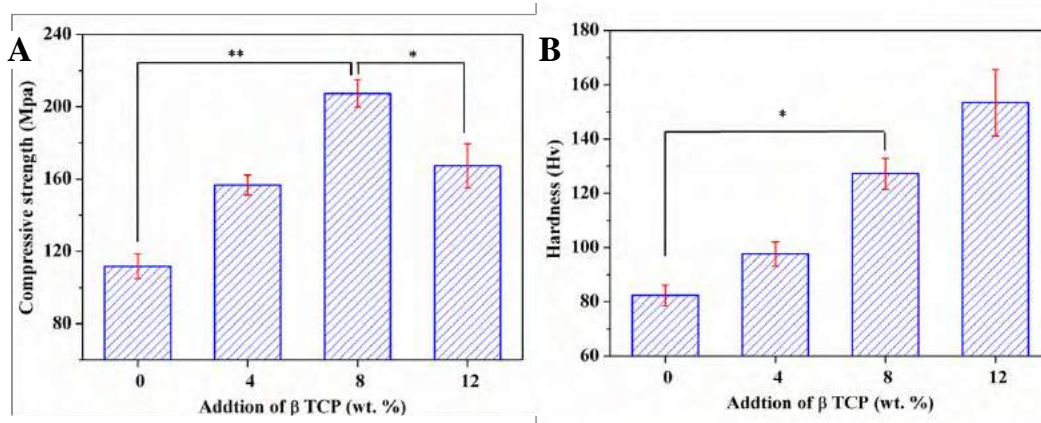 A
Compressive strength (Mpa)
240
200
160
120
80
**
*
0 4 8 12
Addtion of β TCP (wt. %)
B
Hardness (Hv)
180
160
140
120
100
80
60
*
0 4 8 12
Addtion of β TCP (wt. %)